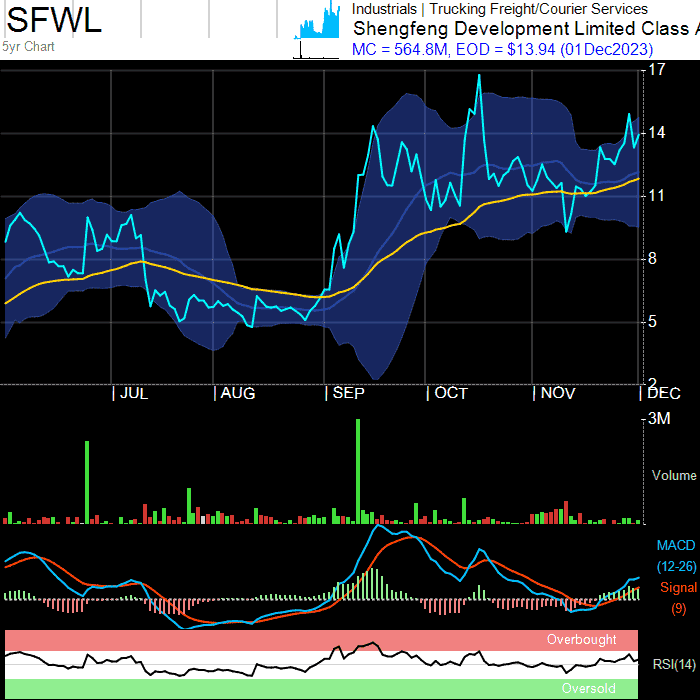 SFWL
5yr Chart
Industrials | Trucking Freight/Courier Services
Shengfeng Development Limited Class A
MC = 564.8M, EOD = $13.94 (01Dec2023)
17
14
11
8
5
2
JUL
AUG
SEP
OCT
NOV
DEC
3M
Volume
MACD
(12-26)
Signal
(9)
Overbought
RSI(14)
Oversold